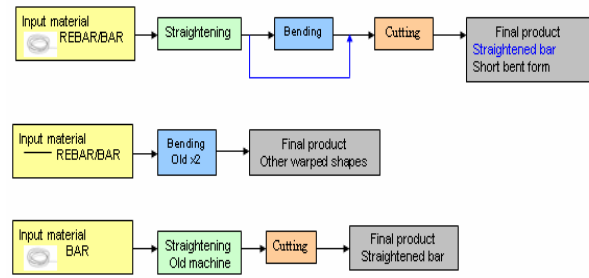 Input material
REBAR/BAR
Straightening
Bending
Cutting
Final product
Straightened bar
Short bent form
Input material
REBAR/BAR
Bending
Old x2
Final product
Other warped shapes
Input material
BAR
Straightening
Old machine
Cutting
Final product
Straightened bar